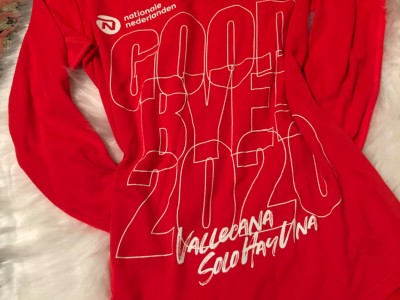 nationale
nederlanden
GOOD
BYE
2020
VALLECANA
SOLO HAY UNA